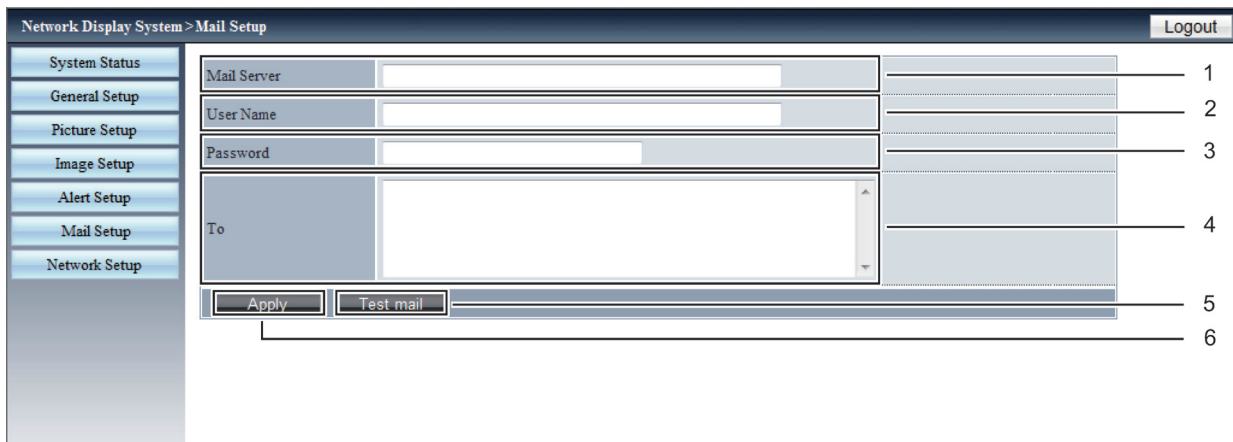 Network Display System>Mail Setup
Logout
System Status
General Setup
Picture Setup
Image Setup
Alert Setup
Mail Setup
Network Setup
Mail Server 1
User Name 2
Password 3
To 4
Apply Test mail 5
6